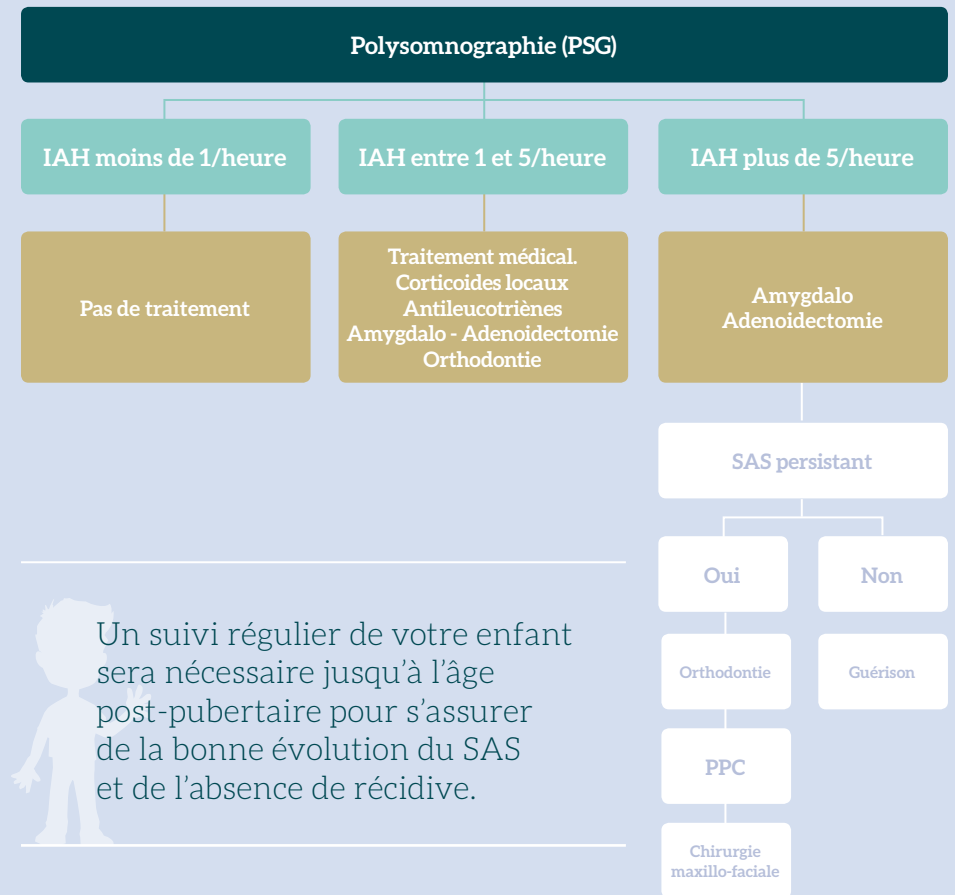 Polysomnographie (PSG)
IAH moins de 1/heure
IAH entre 1 et 5/heure
IAH plus de 5/heure
Pas de traitement
Traitement médical.
Corticoides locaux
Antileucotriènes
Amygdalo - Adenoidectomie
Orthodontie
Amygdalo
Adenoidectomie
SAS persistant
Oui
Non
Orthodontie
Guérison
PPC
Chirurgie
maxillo-faciale
Un suivi régulier de votre enfant
sera nécessaire jusqu'à l'âge
post-pubertaire pour s'assurer
de la bonne évolution du SAS
et de l'absence de récidive.